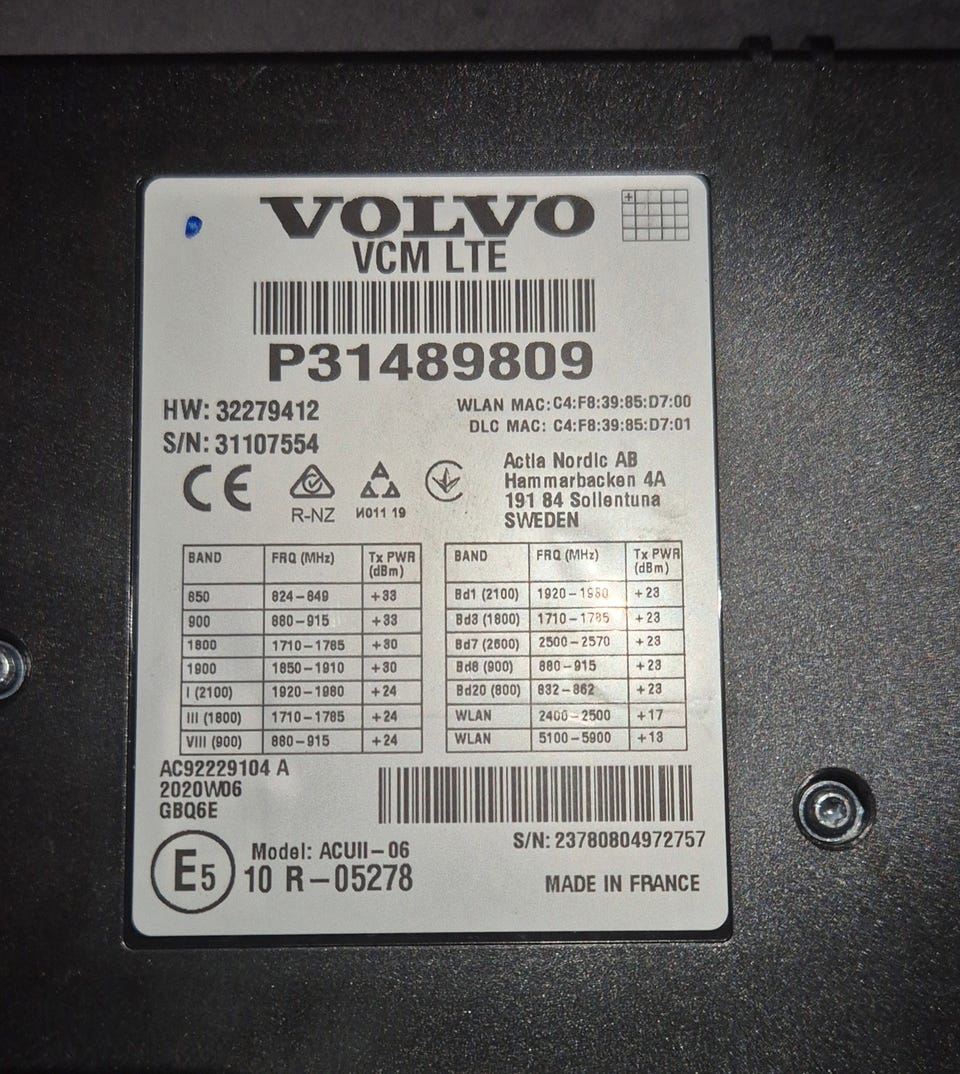 VOLVO
VCM LTE
P31489809
HW: 32279412
S/N: 31107554
WLAN MAC: C4:F8:39:85:D7:00
DLC MAC: C4:F8:39:85:D7:01
CE
R-NZ
И011 19
Actia Nordic AB
Hammarbacken 4A
191 84 Sollentuna
SWEDEN
BAND FRQ (MHz) Tx PWR (dBm)
850 824-849 +33
900 880-915 +33
1800 1710-1785 +30
1900 1850-1910 +30
I (2100) 1920-1980 +24
III (1800) 1710-1785 +24
VIII (900) 880-915 +24
BAND FRQ (MHz) Tx PWR (dBm)
Bd1 (2100) 1920-1980 +23
Bd3 (1800) 1710-1785 +23
Bd7 (2600) 2500-2570 +23
Bd8 (900) 880-915 +23
Bd20 (800) 832-862 +23
WLAN 2400-2500 +17
WLAN 5100-5900 +13
AC92229104 A
2020W06
GBQ6E
S/N: 23780804972757
E5
Model: ACUII-06
10 R-05278
MADE IN FRANCE